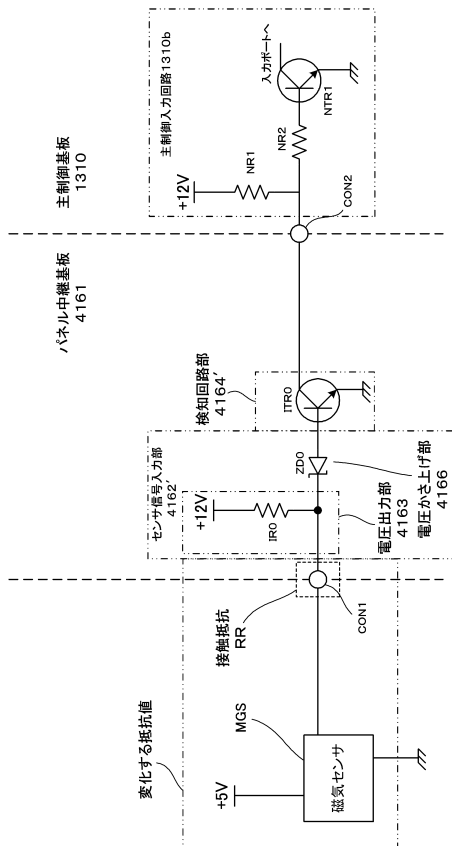 主制御基板
1310
主制御入力回路1310b
入力ポートへ
+12V
NR1
NR2
NTR1
CON2
パネル中継基板
4161
検知回路部
4164'
ITR0
センサ信号入力部
4162'
+12V
IR0
ZD0
電圧出力部
4163
電圧かさ上げ部
4166
接触抵抗
RR
CON1
変化する抵抗値
MGS
+5V
磁気センサ